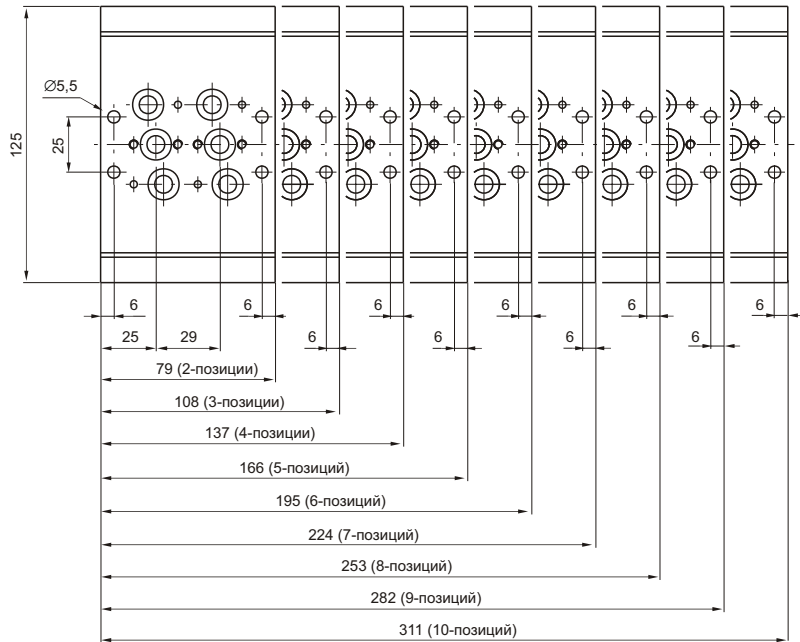 ∅5,5
125
25
6
6
6
6
6
6
25
29
6
6
6
6
79 (2-позиции)
108 (3-позиции)
137 (4-позиции)
166 (5-позиций)
195 (6-позиций)
224 (7-позиций)
253 (8-позиций)
282 (9-позиций)
311 (10-позиций)